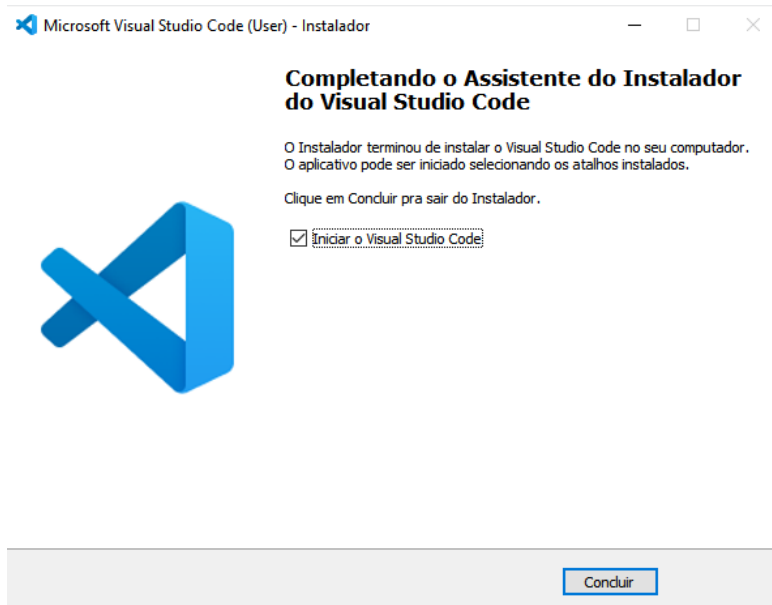 Microsoft Visual Studio Code (User) - Instalador
Completando o Assistente do Instalador
do Visual Studio Code
O Instalador terminou de instalar o Visual Studio Code no seu computador.
O aplicativo pode ser iniciado selecionando os atalhos instalados.
Clique em Concluir pra sair do Instalador.
Iniciar o Visual Studio Code
Concluir